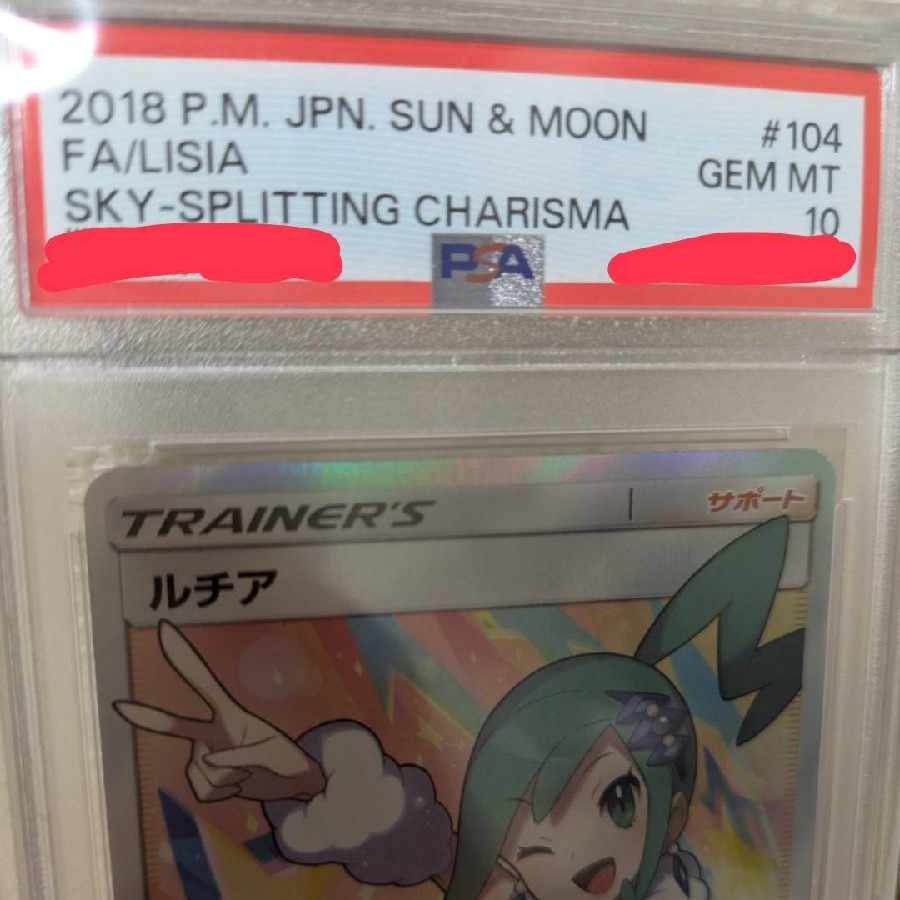 2018 P.M. JPN. SUN & MOON #104
FA/LISIA GEM MT
SKY-SPLITTING CHARISMA 10
PSA
TRAINER'S サポート
ルチア